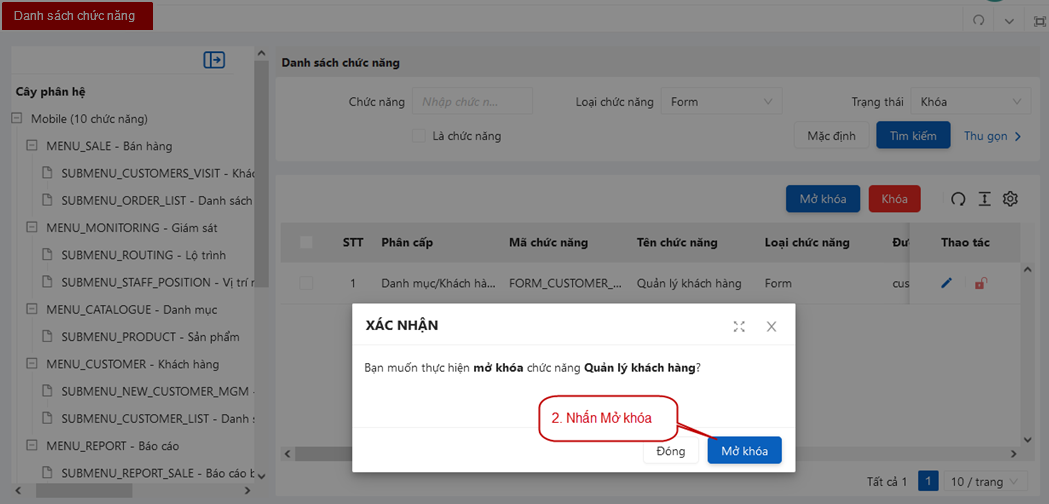 Danh sách chức năng
Cây phân hệ
Mobile (10 chức năng)
MENU_SALE - Bán hàng
SUBMENU_CUSTOMERS_VISIT - Khác
SUBMENU_ORDER_LIST - Danh sách
MENU_MONITORING - Giám sát
SUBMENU_ROUTING - Lộ trình
SUBMENU_STAFF_POSITION - Vị trí
MENU_CATALOGUE - Danh mục
SUBMENU_PRODUCT - Sản phẩm
MENU_CUSTOMER - Khách hàng
SUBMENU_NEW_CUSTOMER_MGM -
SUBMENU_CUSTOMER_LIST - Danh s
MENU_REPORT - Báo cáo
SUBMENU_REPORT_SALE - Báo cáo b
Danh sách chức năng
Chức năng Nhập chức n... Loại chức năng Form Trạng thái Khóa
Là chức năng Mặc định Tìm kiếm Thu gọn
Mở khóa Khóa
STT Phân cấp Mã chức năng Tên chức năng Loại chức năng Đư Thao tác
1 Danh mục/Khách hà... FORM_CUSTOMER_... Quản lý khách hàng Form cus
XÁC NHẬN
Bạn muốn thực hiện mở khóa chức năng Quản lý khách hàng?
2. Nhấn Mở khóa
Đóng Mở khóa
Tất cả 1 1 10 / trang